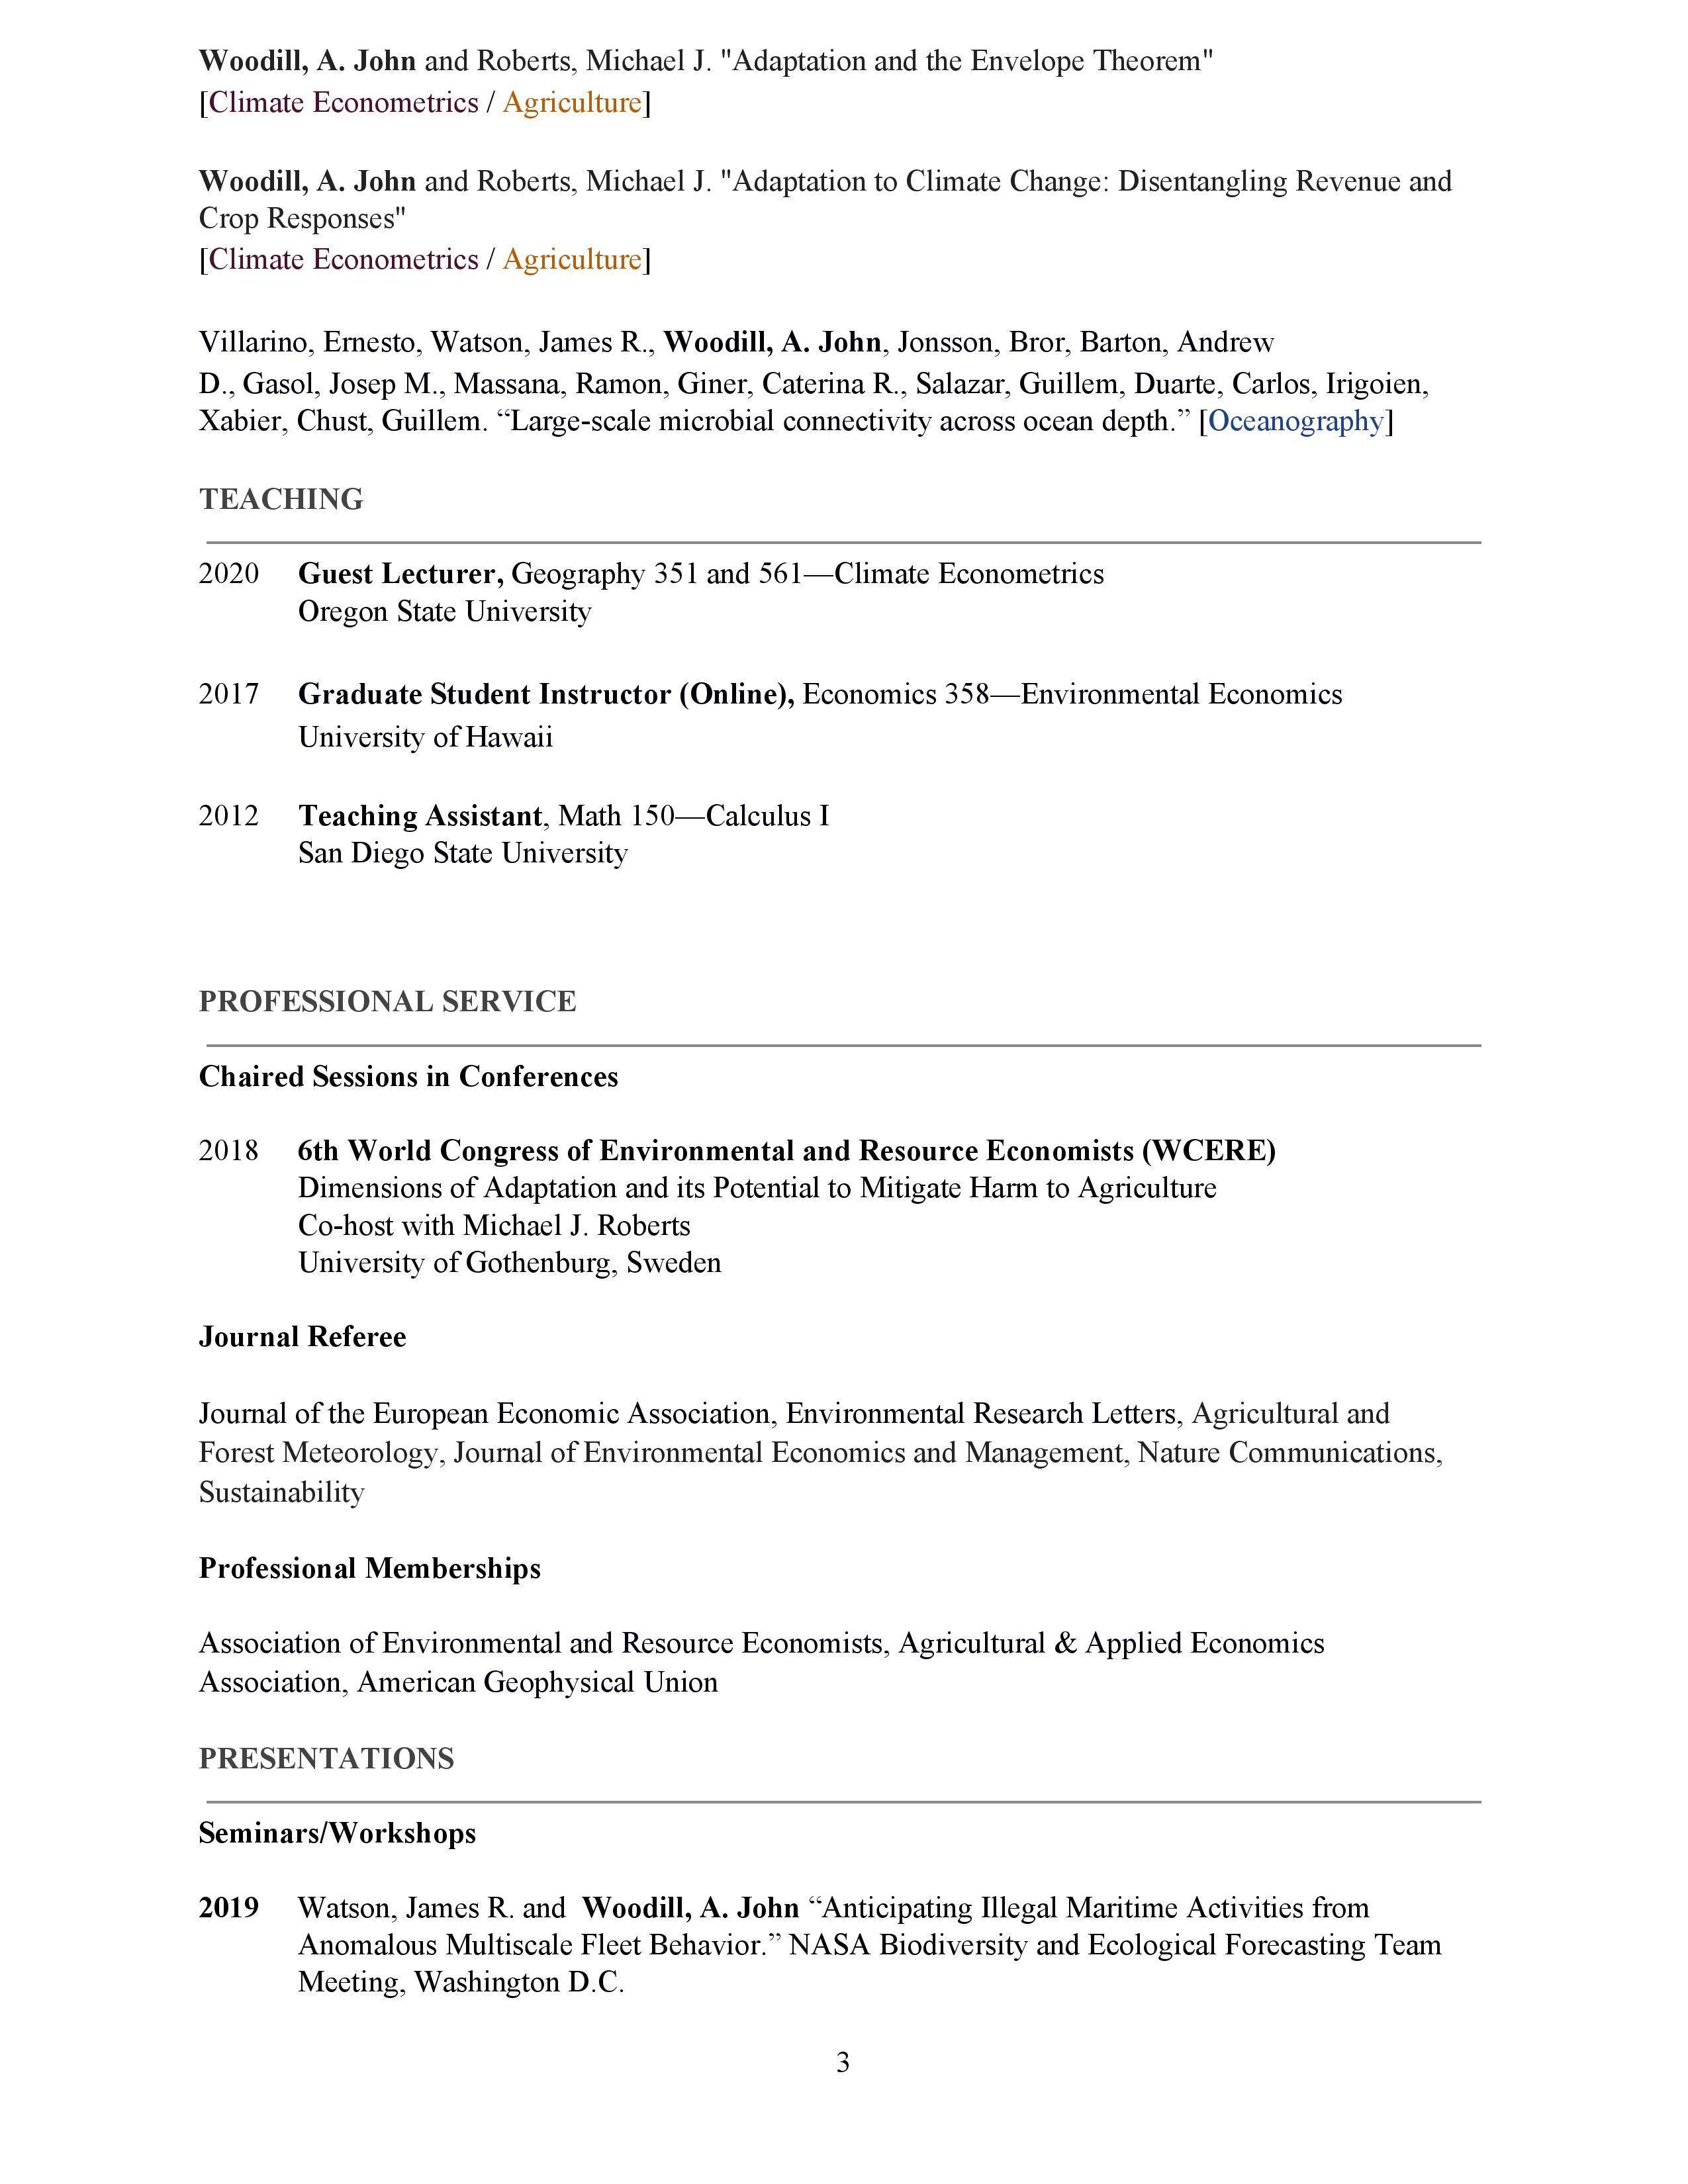 Woodill, A. John and Roberts, Michael J. "Adaptation and the Envelope Theorem"
[Climate Econometrics / Agriculture]
Woodill, A. John and Roberts, Michael J. "Adaptation to Climate Change: Disentangling Revenue and
Crop Responses"
[Climate Econometrics / Agriculture]
Villarino, Ernesto, Watson, James R., Woodill, A. John, Jonsson, Bror, Barton, Andrew
D., Gasol, Josep M., Massana, Ramon, Giner, Caterina R., Salazar, Guillem, Duarte, Carlos, Irigoien,
Xabier, Chust, Guillem. “Large-scale microbial connectivity across ocean depth.” [Oceanography]
TEACHING
2020 Guest Lecturer, Geography 351 and 561—Climate Econometrics
Oregon State University
2017 Graduate Student Instructor (Online), Economics 358—Environmental Economics
University of Hawaii
2012 Teaching Assistant, Math 150—Calculus I
San Diego State University
PROFESSIONAL SERVICE
Chaired Sessions in Conferences
2018 6th World Congress of Environmental and Resource Economists (WCERE)
Dimensions of Adaptation and its Potential to Mitigate Harm to Agriculture
Co-host with Michael J. Roberts
University of Gothenburg, Sweden
Journal Referee
Journal of the European Economic Association, Environmental Research Letters, Agricultural and
Forest Meteorology, Journal of Environmental Economics and Management, Nature Communications,
Sustainability
Professional Memberships
Association of Environmental and Resource Economists, Agricultural & Applied Economics
Association, American Geophysical Union
PRESENTATIONS
Seminars/Workshops
2019 Watson, James R. and Woodill, A. John “Anticipating Illegal Maritime Activities from
Anomalous Multiscale Fleet Behavior.” NASA Biodiversity and Ecological Forecasting Team
Meeting, Washington D.C.
3